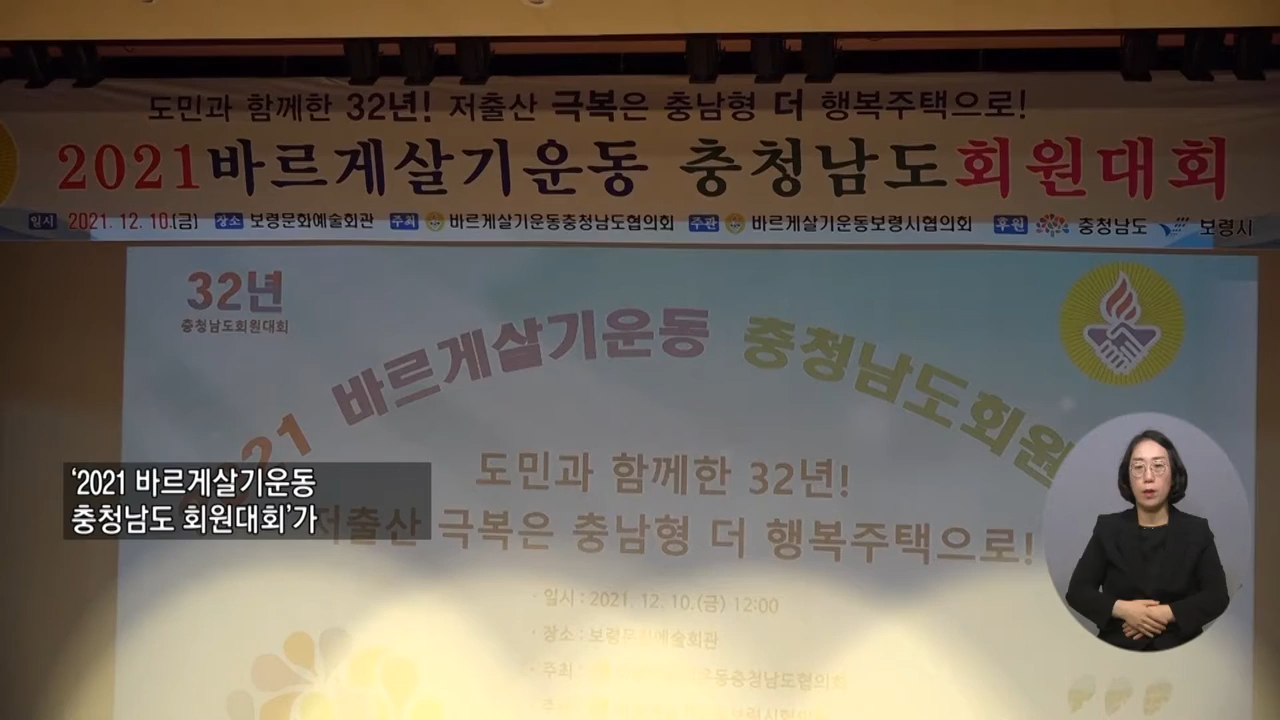 도민과 함께한 32년! 저출산 극복은 충남형 더 행복주택으로!
2021바르게살기운동 충청남도회원대회
일시 2021. 12. 10.(금) 장소 보령문화예술회관 주최 바르게살기운동충청남도협의회 주관 바르게살기운동보령시협의회 후원 충청남도 보령시
32년
충청남도회원대회
바르게살기운동 충청남도회원
도민과 함께한 32년!
저출산 극복은 충남형 더 행복주택으로!
‘2021 바르게살기운동
충청남도 회원대회’가
· 일시 : 2021. 12. 10.(금) 12:00
· 장소 : 보령문화예술회관
· 주최